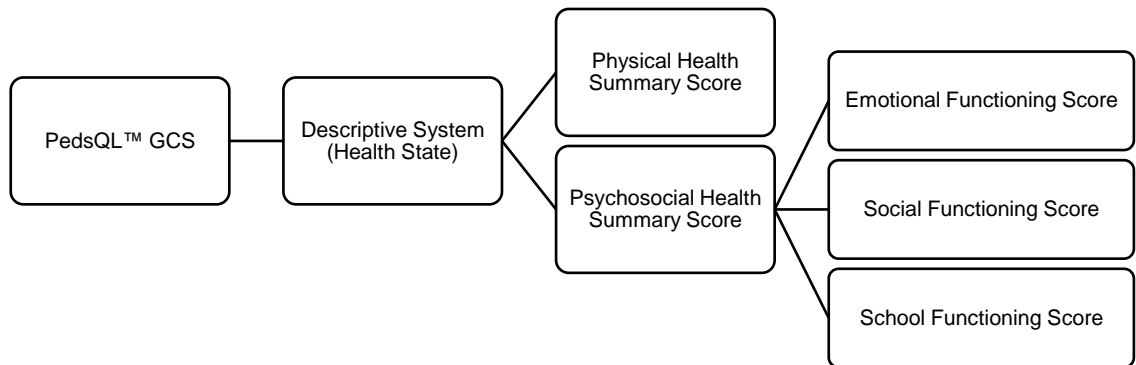 PedsQL™ GCS
Descriptive System
(Health State)
Physical Health
Summary Score
Psychosocial Health
Summary Score
Emotional Functioning Score
Social Functioning Score
School Functioning Score